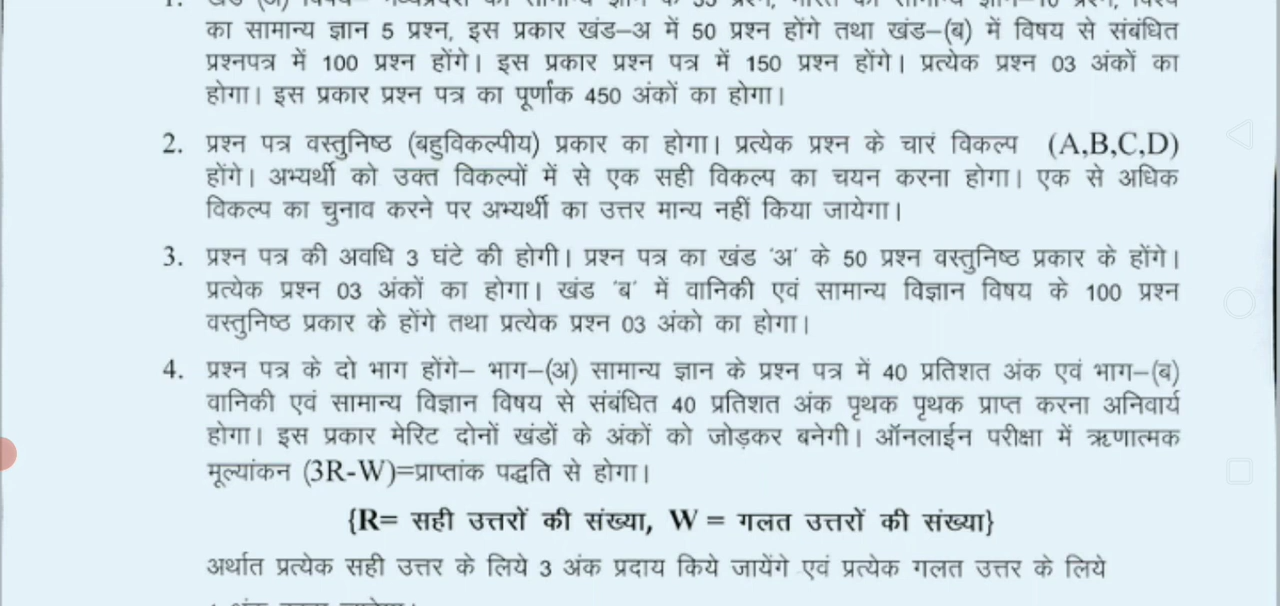 का सामान्य ज्ञान 5 प्रश्न, इस प्रकार खंड–अ में 50 प्रश्न होंगे तथा खंड–(ब) में विषय से संबंधित
प्रश्नपत्र में 100 प्रश्न होंगे। इस प्रकार प्रश्न पत्र में 150 प्रश्न होंगे। प्रत्येक प्रश्न 03 अंकों का
होगा। इस प्रकार प्रश्न पत्र का पूर्णांक 450 अंकों का होगा।
2. प्रश्न पत्र वस्तुनिष्ठ (बहुविकल्पीय) प्रकार का होगा। प्रत्येक प्रश्न के चारं विकल्प (A,B,C,D)
होंगे। अभ्यर्थी को उक्त विकल्पों में से एक सही विकल्प का चयन करना होगा। एक से अधिक
विकल्प का चुनाव करने पर अभ्यर्थी का उत्तर मान्य नहीं किया जायेगा।
3. प्रश्न पत्र की अवधि 3 घंटे की होगी। प्रश्न पत्र का खंड 'अ' के 50 प्रश्न वस्तुनिष्ठ प्रकार के होंगे।
प्रत्येक प्रश्न 03 अंकों का होगा। खंड 'ब' में वानिकी एवं सामान्य विज्ञान विषय के 100 प्रश्न
वस्तुनिष्ठ प्रकार के होंगे तथा प्रत्येक प्रश्न 03 अंको का होगा।
4. प्रश्न पत्र के दो भाग होंगे– भाग–(अ) सामान्य ज्ञान के प्रश्न पत्र में 40 प्रतिशत अंक एवं भाग–(ब)
वानिकी एवं सामान्य विज्ञान विषय से संबंधित 40 प्रतिशत अंक पृथक पृथक प्राप्त करना अनिवार्य
होगा। इस प्रकार मेरिट दोनों खंडों के अंकों को जोड़कर बनेगी। ऑनलाईन परीक्षा में ऋणात्मक
मूल्यांकन (3R-W)=प्राप्तांक पद्धति से होगा।
{R= सही उत्तरों की संख्या, W = गलत उत्तरों की संख्या}
अर्थात प्रत्येक सही उत्तर के लिये 3 अंक प्रदाय किये जायेंगे एवं प्रत्येक गलत उत्तर के लिये